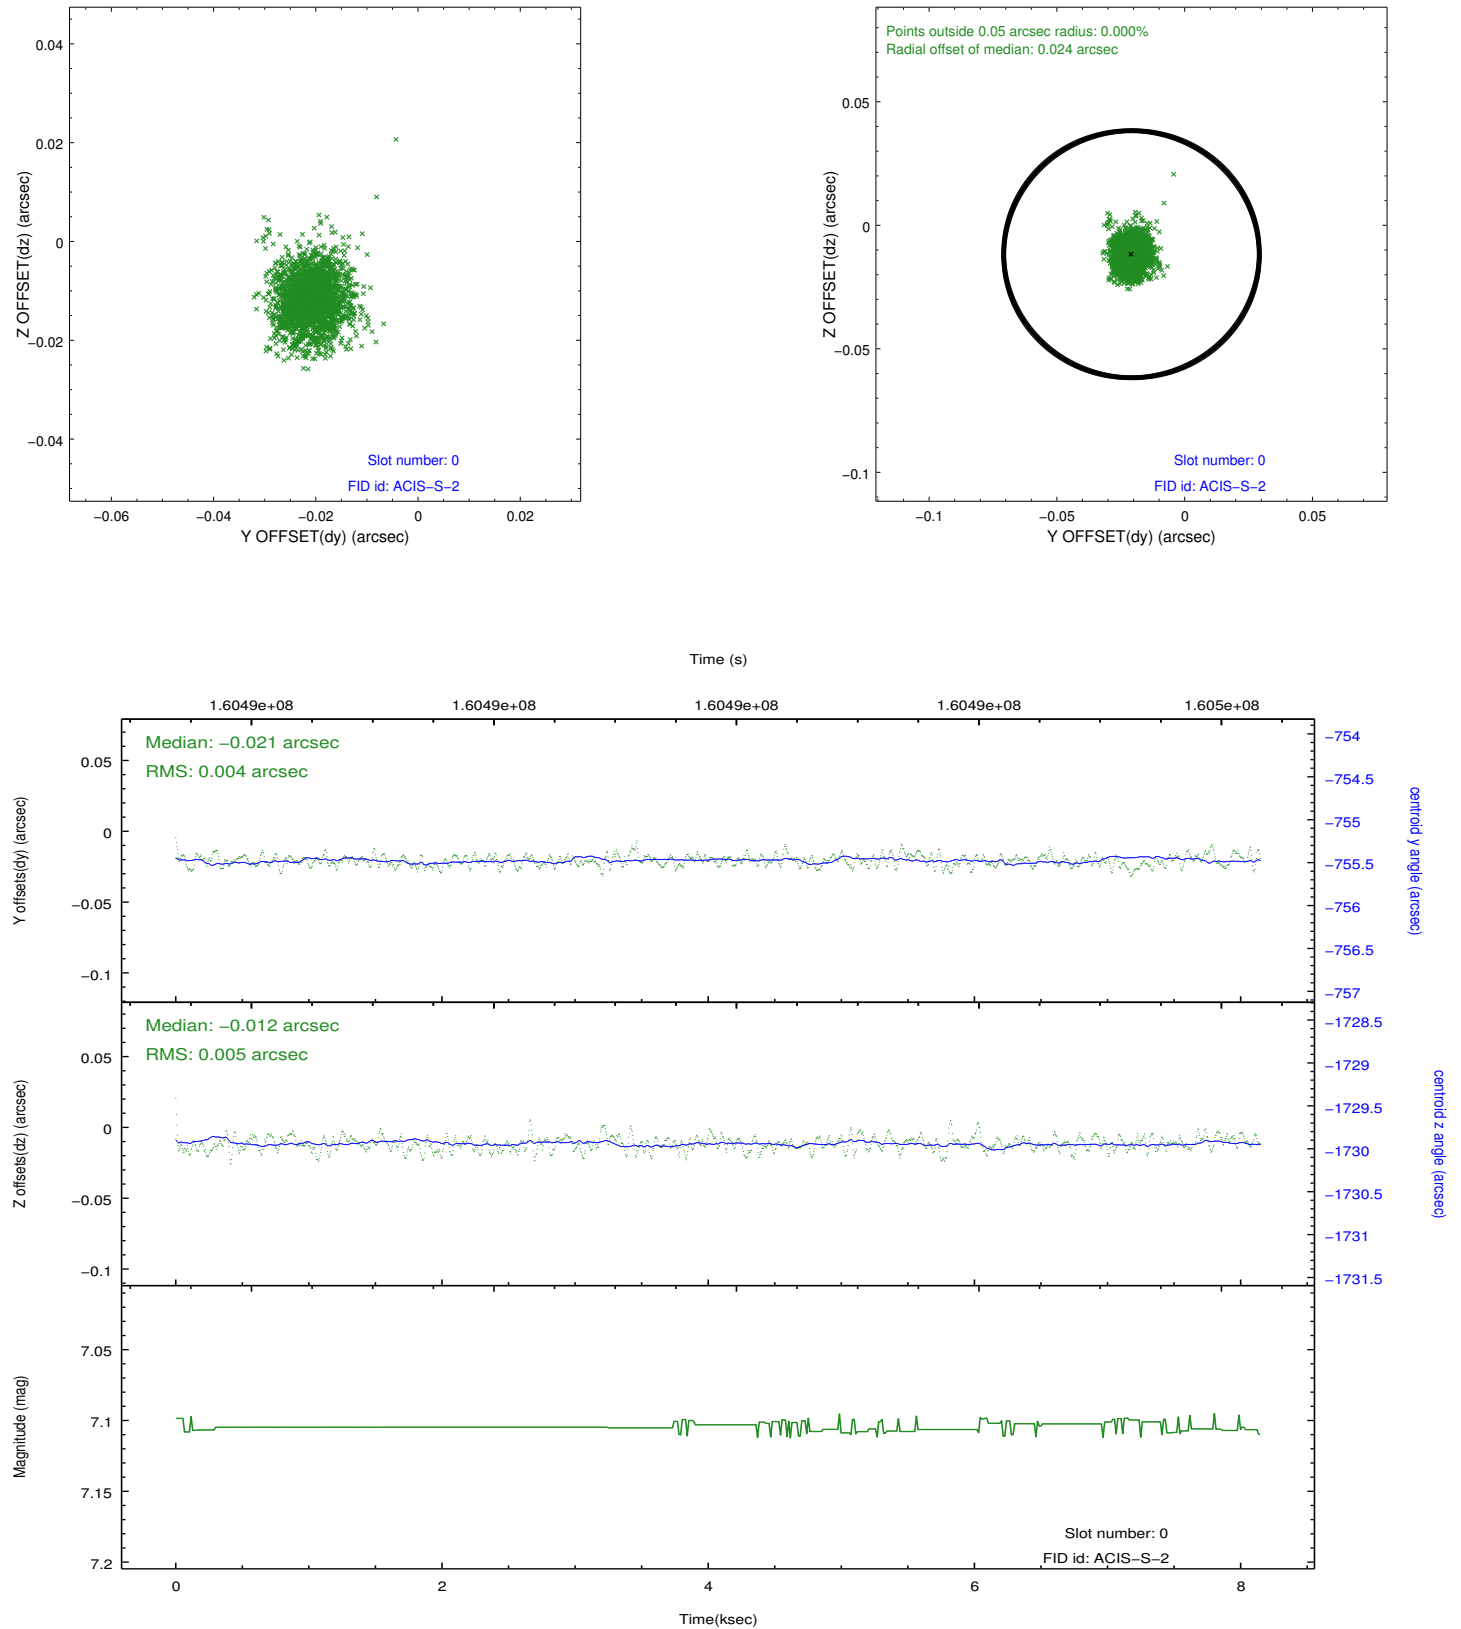 0.04
0.02
0
−0.02
−0.04
Z OFFSET(dz) (arcsec)
Slot number: 0
FID id: ACIS−S−2
−0.06 −0.04 −0.02 0 0.02
Y OFFSET(dy) (arcsec)
Points outside 0.05 arcsec radius: 0.000%
Radial offset of median: 0.024 arcsec
0.05
0
−0.05
−0.1
Z OFFSET(dz) (arcsec)
Slot number: 0
FID id: ACIS−S−2
−0.1 −0.05 0 0.05
Y OFFSET(dy) (arcsec)
Time (s)
1.6049e+08 1.6049e+08 1.6049e+08 1.6049e+08 1.605e+08
Median: −0.021 arcsec
RMS: 0.004 arcsec
0.05
0
−0.05
−0.1
Y offsets(dy) (arcsec)
−754
−754.5
−755
−755.5
−756
−756.5
−757
centroid y angle (arcsec)
Median: −0.012 arcsec
RMS: 0.005 arcsec
0.05
0
−0.05
−0.1
Z offsets(dz) (arcsec)
−1728.5
−1729
−1729.5
−1730
−1730.5
−1731
−1731.5
centroid z angle (arcsec)
7.05
7.1
7.15
7.2
Magnitude (mag)
Slot number: 0
FID id: ACIS−S−2
0 2 4 6 8
Time(ksec)